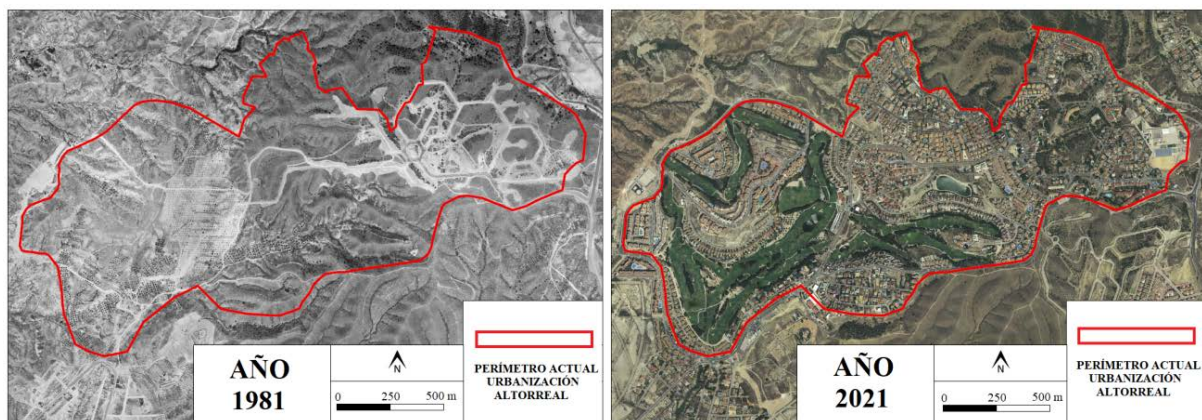 AÑO
1981
N
0 250 500 m
PERÍMETRO ACTUAL
URBANIZACIÓN
ALTORREAL
AÑO
2021
N
0 250 500 m
PERÍMETRO ACTUAL
URBANIZACIÓN
ALTORREAL